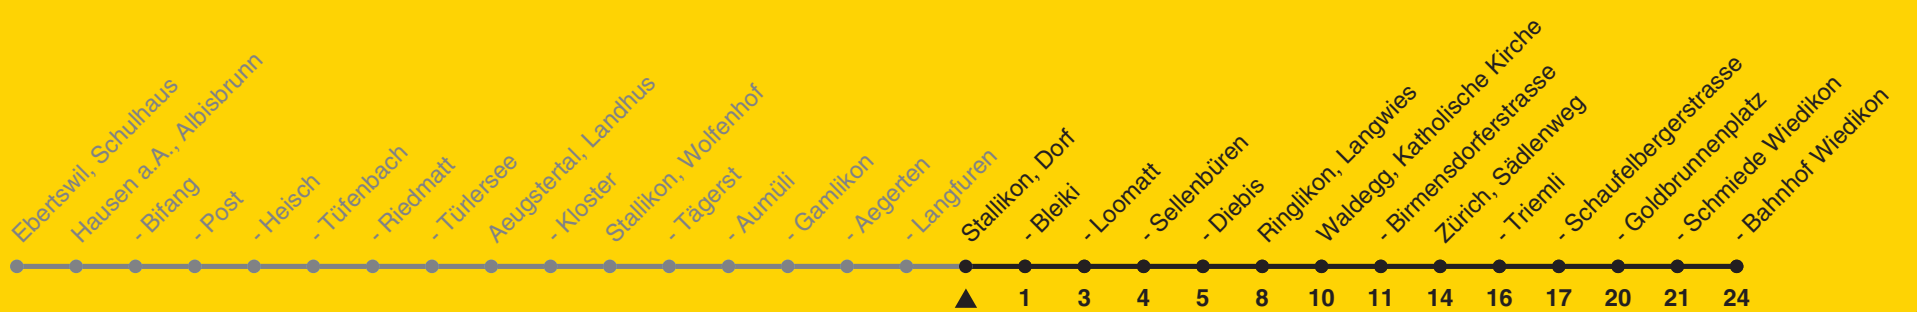 Ebertswil, Schulhaus
Hausen a.A., Albisbrunn
- Bifang
- Post
- Heisch
- Tüfenbach
- Riedmatt
- Türlersee
Aeugstertal, Landhus
- Kloster
Stallikon, Wolfenhof
- Tägerst
- Aumüli
- Gamlikon
- Aegerten
- Langfuren
Stallikon, Dorf
- Bleiki
- Loomatt
- Sellenbüren
- Diebis
Ringlikon, Langwies
Waldegg, Katholische Kirche
- Birmensdorferstrasse
Zürich, Sädlenweg
- Triemli
- Schaufelbergerstrasse
- Goldbrunnenplatz
- Schmiede Wiedikon
- Bahnhof Wiedikon
1 3 4 5 8 10 11 14 16 17 20 21 24